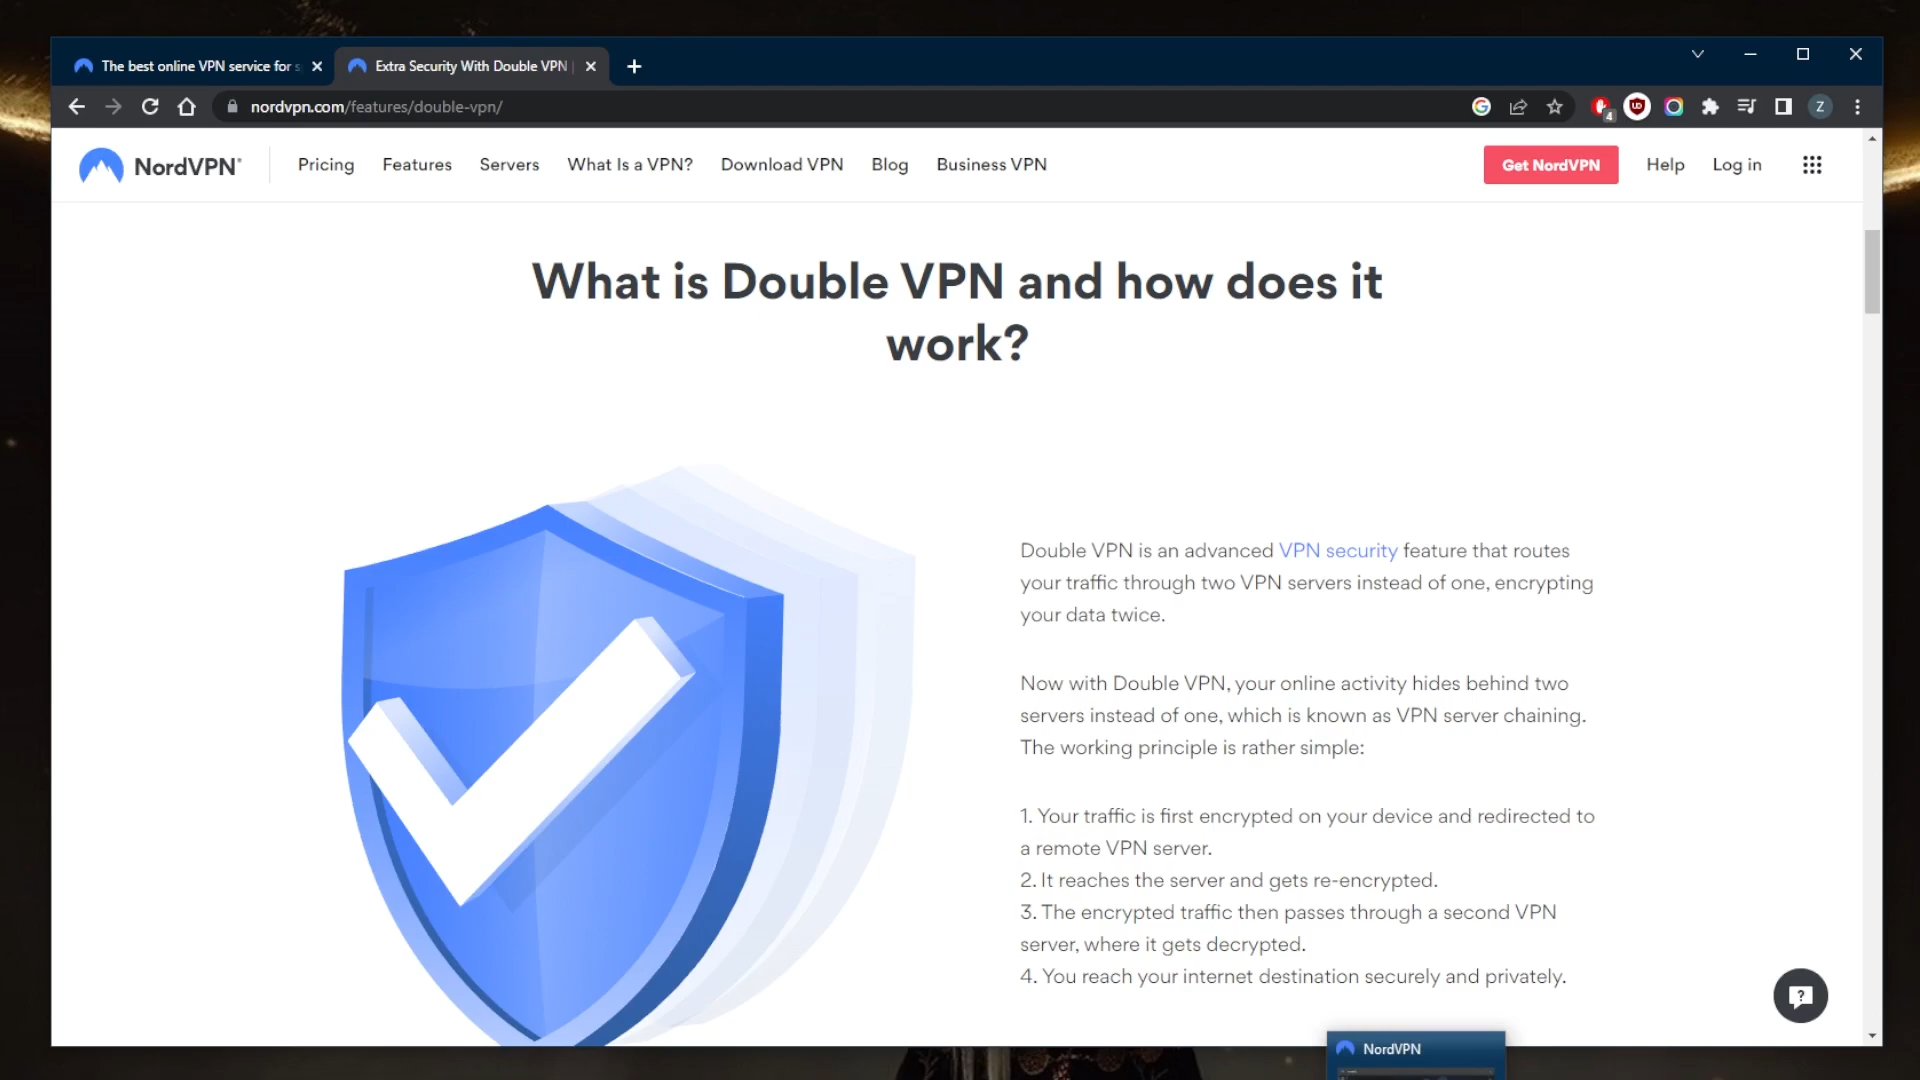 The best online VPN service for s
Extra Security With Double VPN |
nordvpn.com/features/double-vpn/
4
UD
Z
NordVPN®
Pricing
Features
Servers
What Is a VPN?
Download VPN
Blog
Business VPN
Get NordVPN
Help
Log in
What is Double VPN and how does it
work?
Double VPN is an advanced VPN security feature that routes
your traffic through two VPN servers instead of one, encrypting
your data twice.
Now with Double VPN, your online activity hides behind two
servers instead of one, which is known as VPN server chaining.
The working principle is rather simple:
1. Your traffic is first encrypted on your device and redirected to
a remote VPN server.
2. It reaches the server and gets re-encrypted.
3. The encrypted traffic then passes through a second VPN
server, where it gets decrypted.
4. You reach your internet destination securely and privately.
?
NordVPN